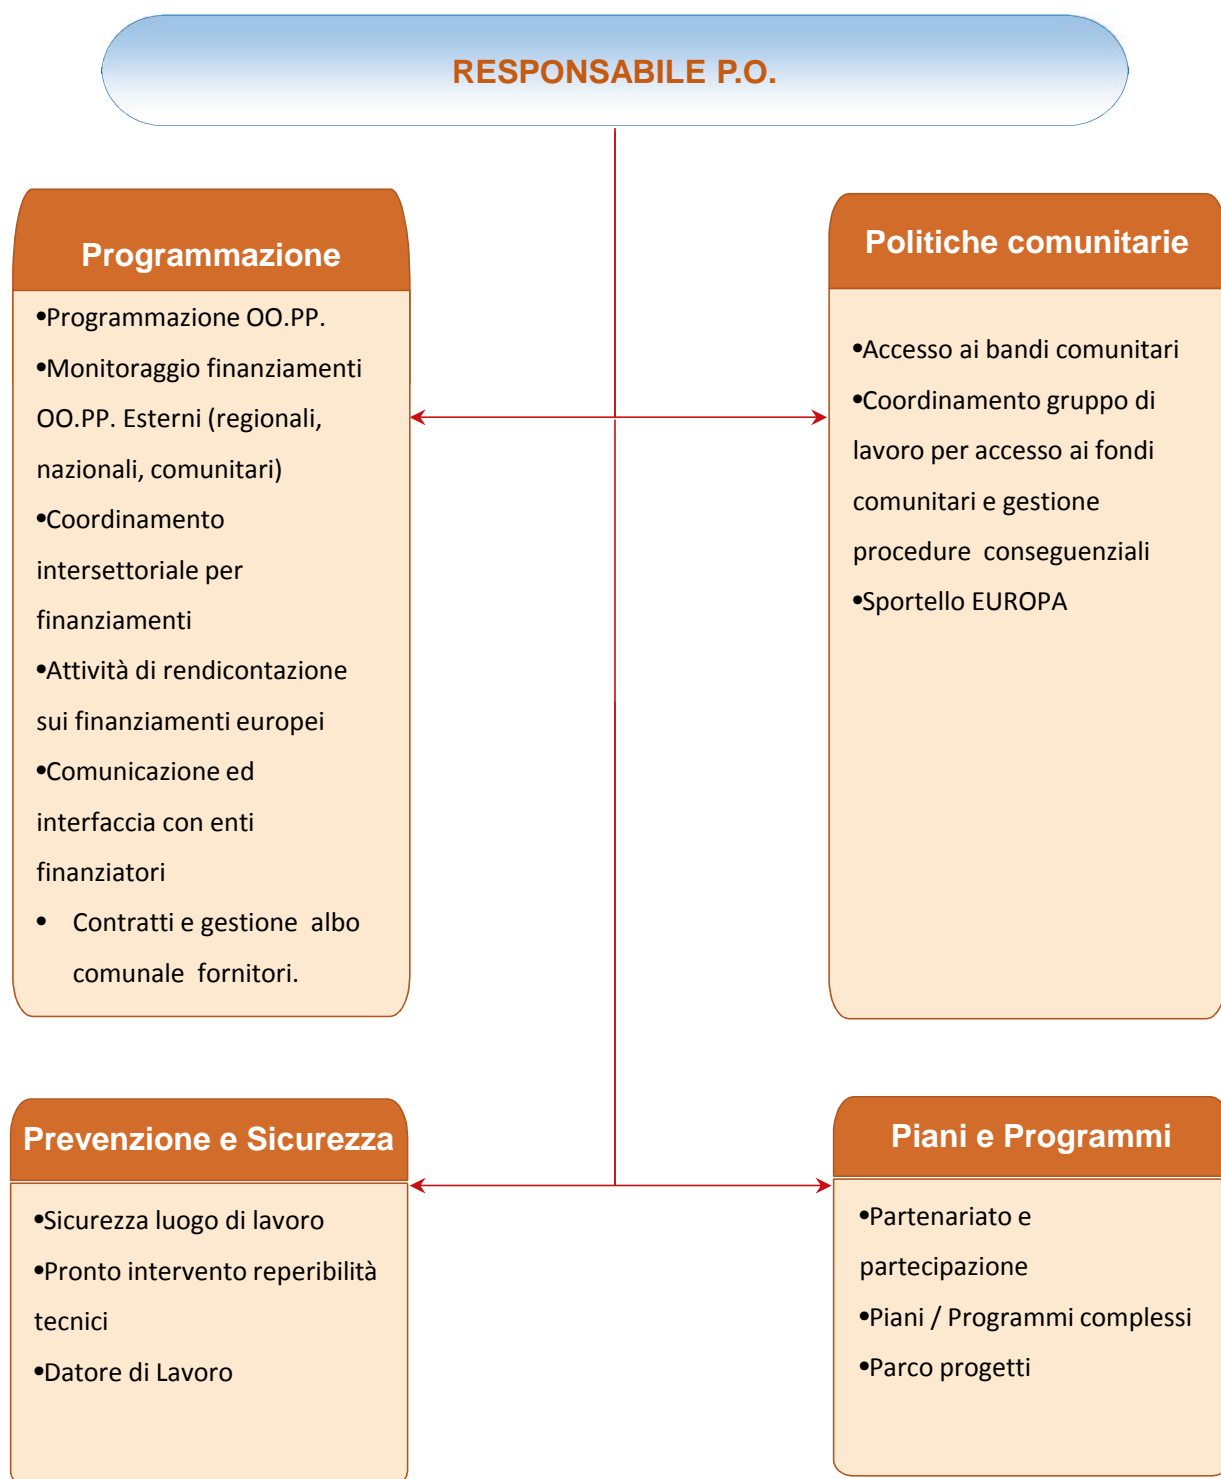 RESPONSABILE P.O.
Programmazione
•Programmazione OO.PP.
•Monitoraggio finanziamenti
OO.PP. Esterni (regionali,
nazionali, comunitari)
•Coordinamento
intersettoriale per
finanziamenti
•Attività di rendicontazione
sui finanziamenti europei
•Comunicazione ed
interfaccia con enti
finanziatori
• Contratti e gestione albo
comunale fornitori.
Politiche comunitarie
•Accesso ai bandi comunitari
•Coordinamento gruppo di
lavoro per accesso ai fondi
comunitari e gestione
procedure conseguenziali
•Sportello EUROPA
Prevenzione e Sicurezza
•Sicurezza luogo di lavoro
•Pronto intervento reperibilità
tecnici
•Datore di Lavoro
Piani e Programmi
•Partenariato e
partecipazione
•Piani / Programmi complessi
•Parco progetti